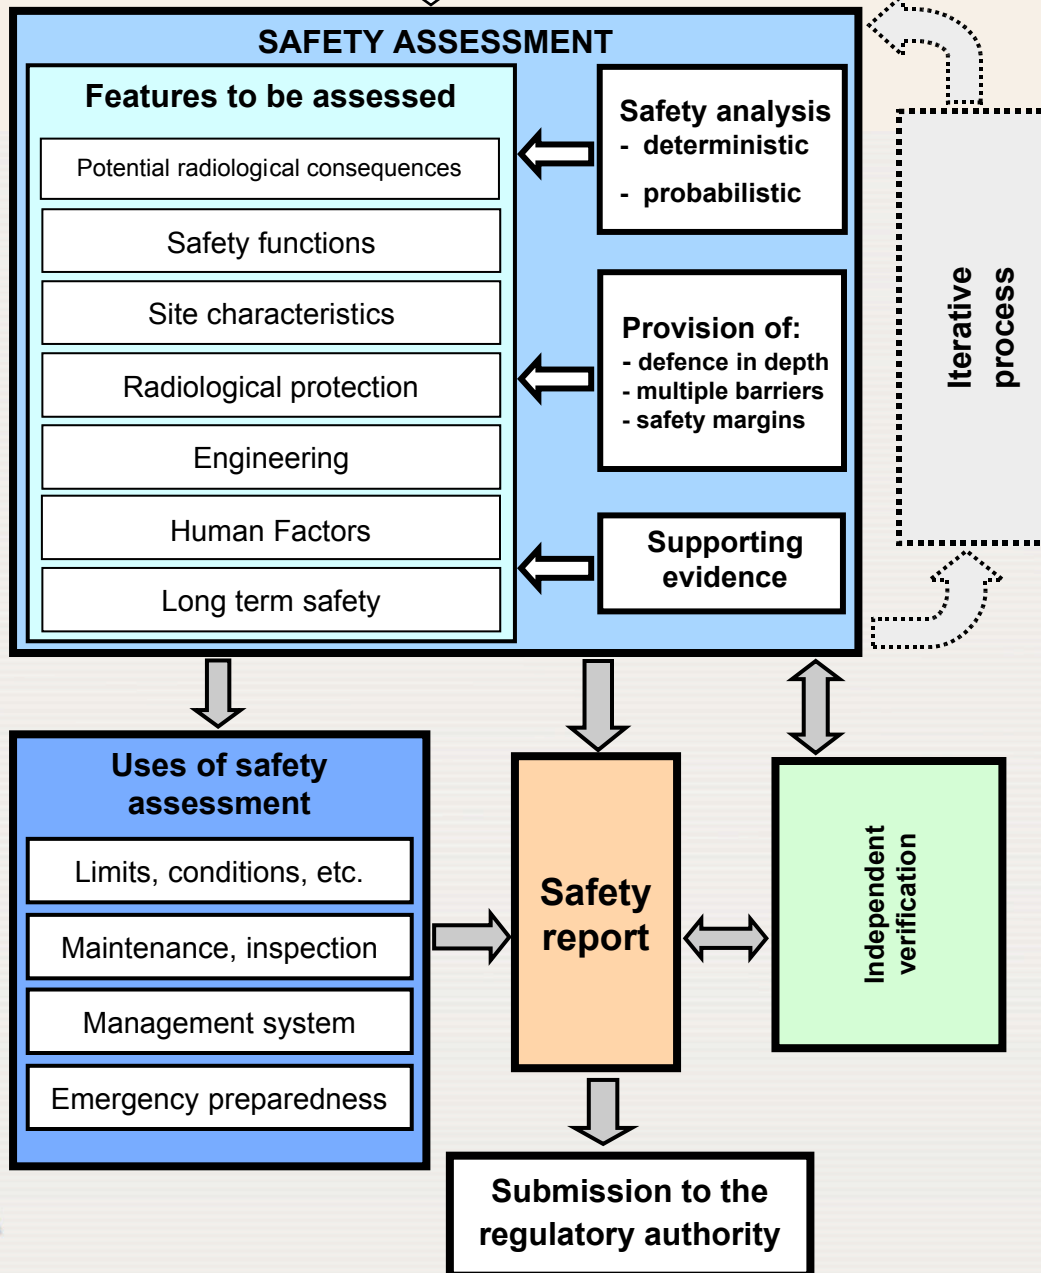 SAFETY ASSESSMENT
Features to be assessed
Potential radiological consequences
Safety functions
Site characteristics
Radiological protection
Engineering
Human Factors
Long term safety
Safety analysis
- deterministic
- probabilistic
Provision of:
- defence in depth
- multiple barriers
- safety margins
Supporting
evidence
Iterative
process
Uses of safety
assessment
Limits, conditions, etc.
Maintenance, inspection
Management system
Emergency preparedness
Safety
report
Independent
verification
Submission to the
regulatory authority